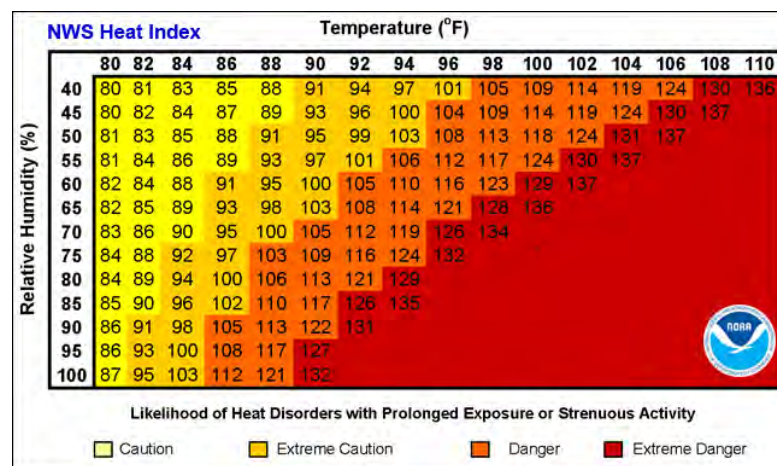 NWS Heat Index Temperature (°F)
80 82 84 86 88 90 92 94 96 98 100 102 104 106 108 110
40 80 81 83 85 88 91 94 97 101 105 109 114 119 124 130 136
45 80 82 84 87 89 93 96 100 104 109 114 119 124 130 137
50 81 83 85 88 91 95 99 103 108 113 118 124 131 137
55 81 84 86 89 93 97 101 106 112 117 124 130 137
60 82 84 88 91 95 100 105 110 116 123 129 137
65 82 85 89 93 98 103 108 114 121 128 136
70 83 86 90 95 100 105 112 119 126 134
75 84 88 92 97 103 109 116 124 132
80 84 89 94 100 106 113 121 129
85 85 90 96 102 110 117 126 135
90 86 91 98 105 113 122 131
95 86 93 100 108 117 127
100 87 95 103 112 121 132
Relative Humidity (%)
NOAA
Likelihood of Heat Disorders with Prolonged Exposure or Strenuous Activity
Caution Extreme Caution Danger Extreme Danger